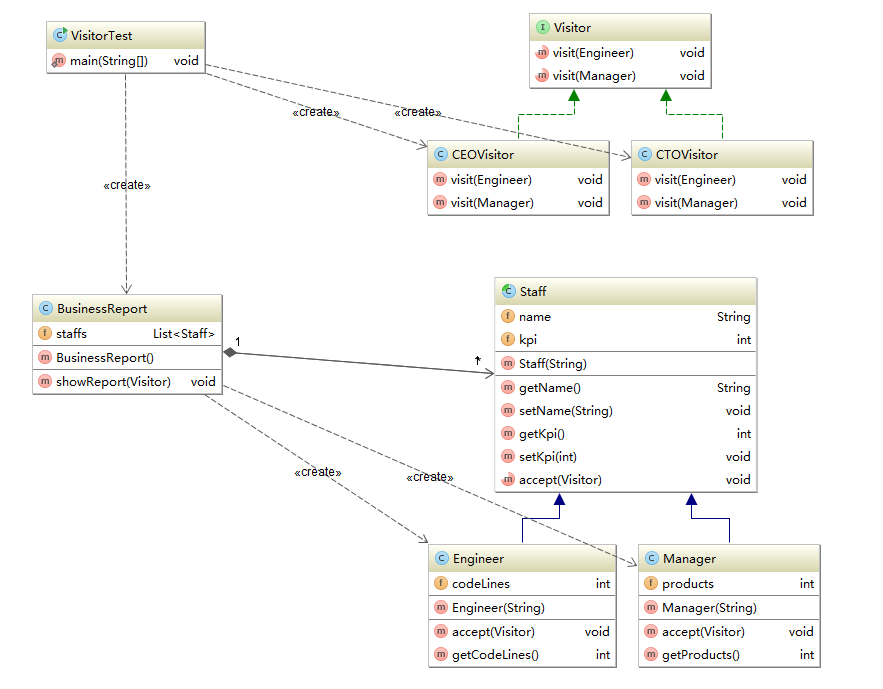 VisitorTest
main(String[]) void
Visitor
visit(Engineer) void
visit(Manager) void
«create»
«create»
CEOVisitor
visit(Engineer) void
visit(Manager) void
CTOVisitor
visit(Engineer) void
visit(Manager) void
«create»
BusinessReport
staffs List<Staff>
BusinessReport()
showReport(Visitor) void
1
*
Staff
name String
kpi int
Staff(String)
getName() String
setName(String) void
getKpi() int
setKpi(int) void
accept(Visitor) void
«create»
«create»
Engineer
codeLines int
Engineer(String)
accept(Visitor) void
getCodeLines() int
Manager
products int
Manager(String)
accept(Visitor) void
getProducts() int